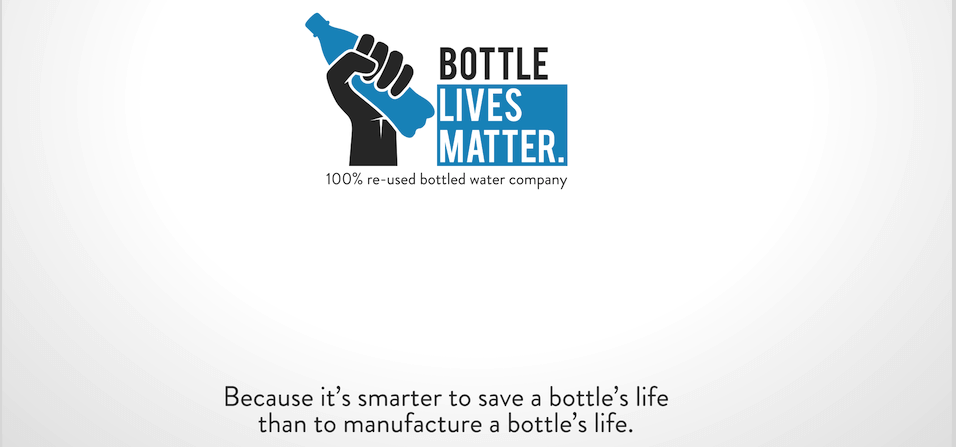 BOTTLE
LIVES
MATTER.
100% re-used bottled water company
Because it’s smarter to save a bottle’s life
than to manufacture a bottle’s life.